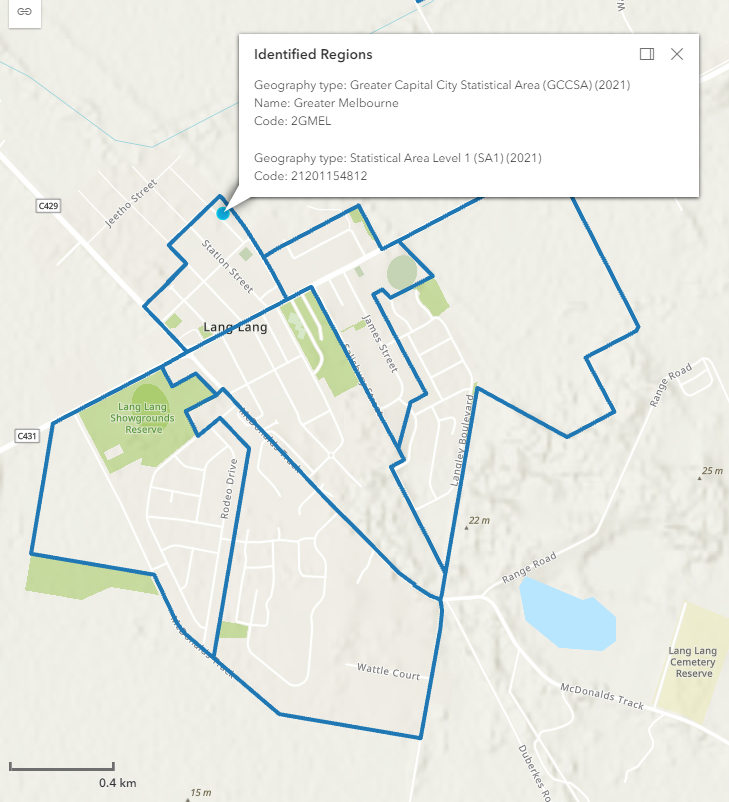 Identified Regions
Geography type: Greater Capital City Statistical Area (GCCSA) (2021)
Name: Greater Melbourne
Code: 2GMEL
Geography type: Statistical Area Level 1 (SA1) (2021)
Code: 21201154812
C429
Jeetho Street
Station Street
Lang Lang
James Street
Salisbury Street
Range Road
Lang Lang
Showgrounds
Reserve
McDonalds Track
C431
Langley Boulevard
Rodeo Drive
25 m
22 m
Range Road
McDonalds Track
Wattle Court
Lang Lang
Cemetery
Reserve
McDonalds Track
Duberkes Ro
0.4 km
15 m